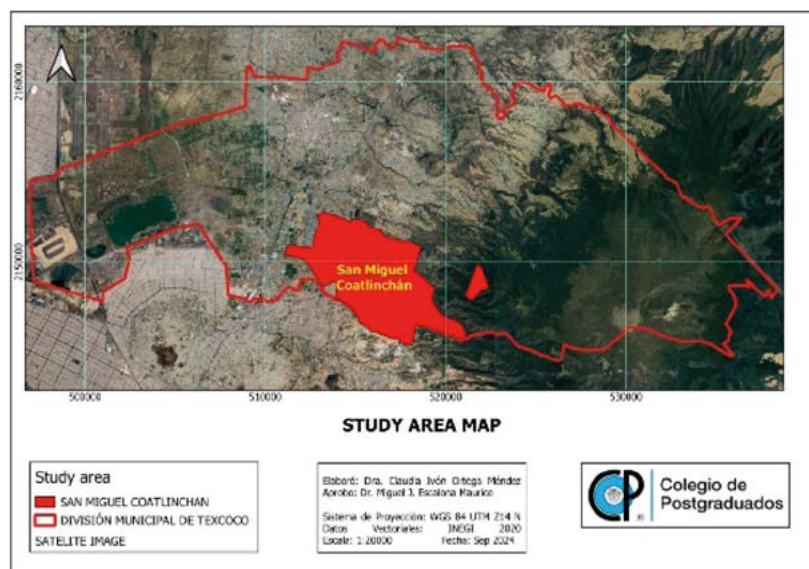 2160000
2150000
San Miguel
Coatlinchán
500000
510000
520000
530000
STUDY AREA MAP
Study area
SAN MIGUEL COATLINCHAN
DIVISIÓN MUNICIPAL DE TEXCOCO
SATELITE IMAGE
Elaboró: Dra. Claudia Ivón Ortega Méndez
Aprobo: Dr. Miguel J. Escalona Maurice
Sistema de Proyección: WGS 84 UTM Z14 N
Datos Vectoriales: INEGI 2020
Escala: 1:20000 Fecha: Sep 2024
CP ®
Colegio de
Postgraduados